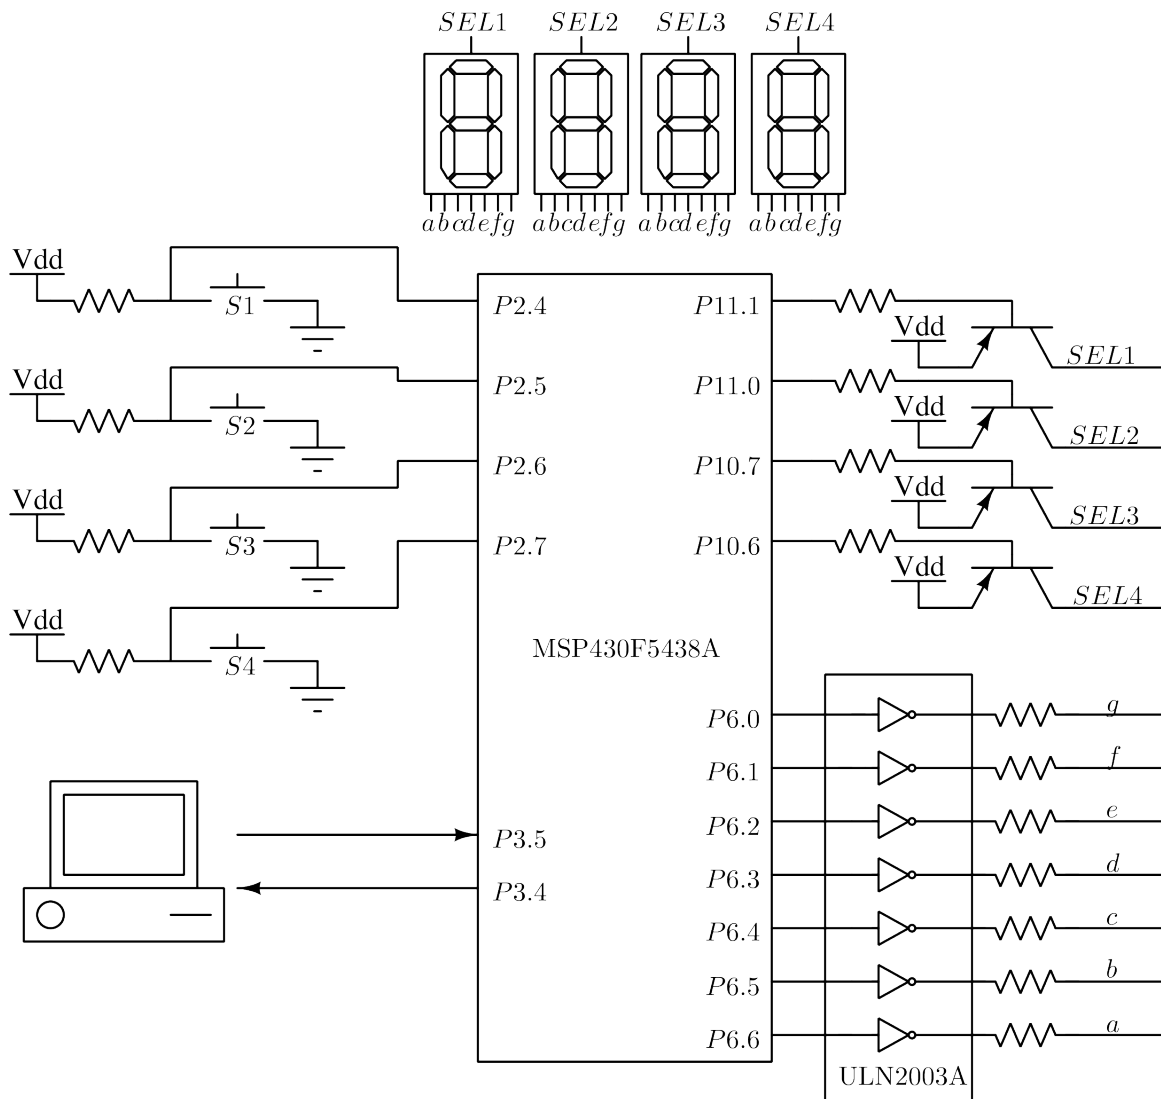 SEL1 SEL2 SEL3 SEL4
abcdefg abcdefg abcdefg abcdefg
Vdd
S1
Vdd
S2
Vdd
S3
Vdd
S4
P2.4
P2.5
P2.6
P2.7
P3.5
P3.4
MSP430F5438A
P11.1
P11.0
P10.7
P10.6
P6.0
P6.1
P6.2
P6.3
P6.4
P6.5
P6.6
Vdd
SEL1
Vdd
SEL2
Vdd
SEL3
Vdd
SEL4
g
f
e
d
c
b
a
ULN2003A